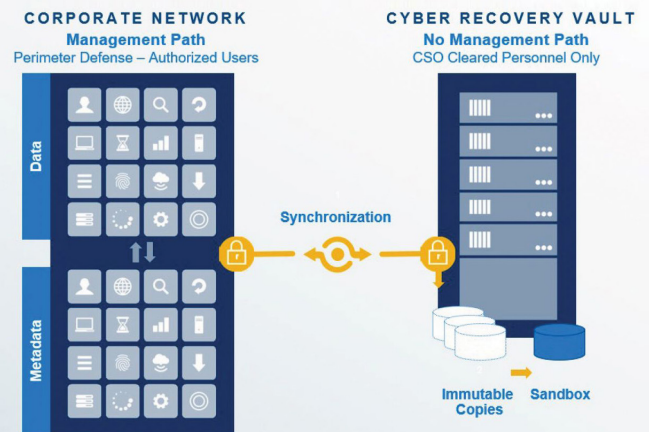 CORPORATE NETWORK
Management Path
Perimeter Defense – Authorized Users
Data
Metadata
Synchronization
CYBER RECOVERY VAULT
No Management Path
CSO Cleared Personnel Only
Immutable
Copies
Sandbox